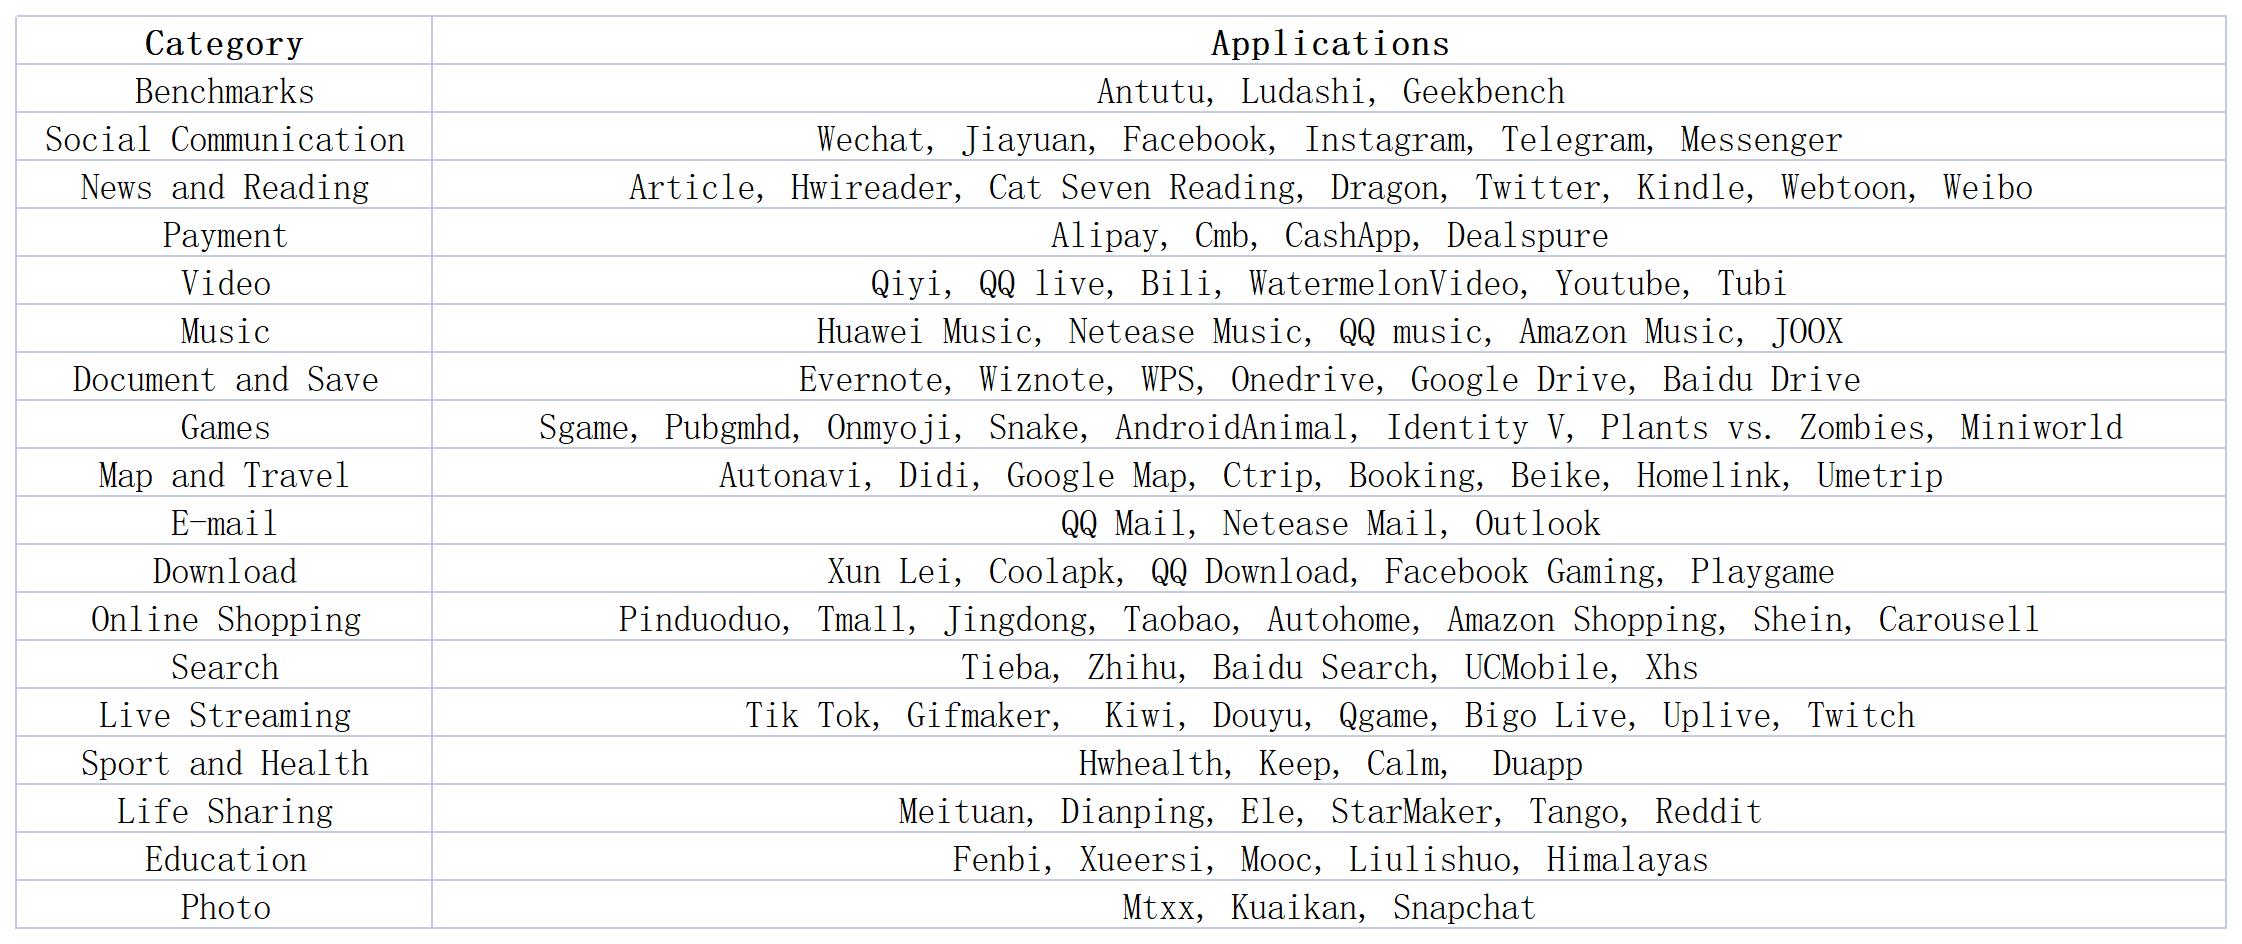 Category Applications
Benchmarks Antutu, Ludashi, Geekbench
Social Communication Wechat, Jiayuan, Facebook, Instagram, Telegram, Messenger
News and Reading Article, Hwireader, Cat Seven Reading, Dragon, Twitter, Kindle, Webtoon, Weibo
Payment Alipay, Cmb, CashApp, Dealspure
Video Qiyi, QQ live, Bili, WatermelonVideo, Youtube, Tubi
Music Huawei Music, Netease Music, QQ music, Amazon Music, JOOX
Document and Save Evernote, Wiznote, WPS, Onedrive, Google Drive, Baidu Drive
Games Sgame, Pubgmhd, Onmyoji, Snake, AndroidAnimal, Identity V, Plants vs. Zombies, Miniworld
Map and Travel Autonavi, Didi, Google Map, Ctrip, Booking, Beike, Homelink, Umetrip
E-mail QQ Mail, Netease Mail, Outlook
Download Xun Lei, Coolapk, QQ Download, Facebook Gaming, Playgame
Online Shopping Pinduoduo, Tmall, Jingdong, Taobao, Autohome, Amazon Shopping, Shein, Carousell
Search Tieba, Zhihu, Baidu Search, UCMobile, Xhs
Live Streaming Tik Tok, Gifmaker, Kiwi, Douyu, Qgame, Bigo Live, Uplive, Twitch
Sport and Health Hwhealth, Keep, Calm, Duapp
Life Sharing Meituan, Dianping, Ele, StarMaker, Tango, Reddit
Education Fenbi, Xueersi, Mooc, Liulishuo, Himalayas
Photo Mtxx, Kuaikan, Snapchat